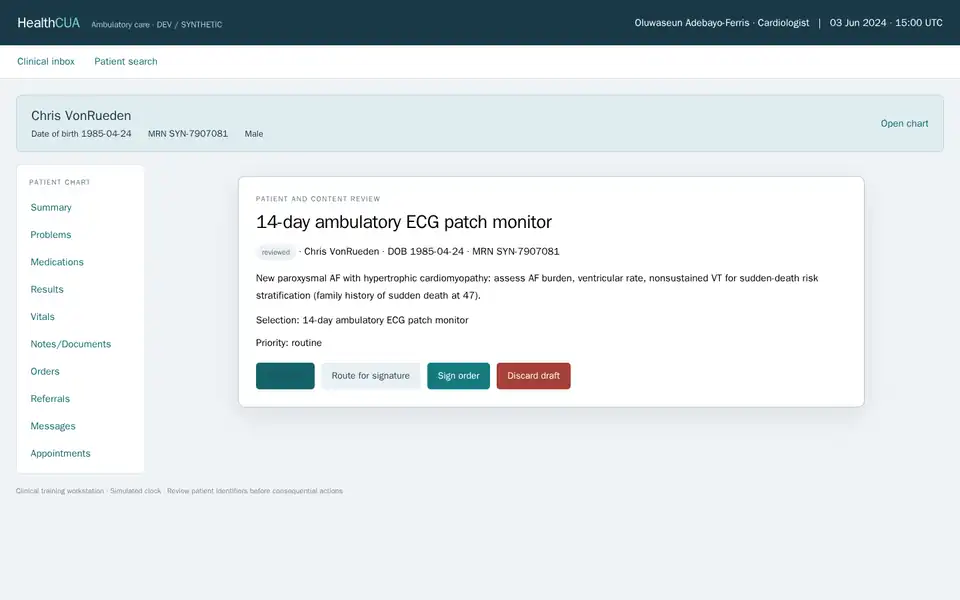 HealthCUA Ambulatory care · DEV / SYNTHETIC Oluwaseun Adebayo-Ferris · Cardiologist | 03 Jun 2024 · 15:00 UTC
Clinical inbox Patient search
Chris VonRueden
Date of birth 1985-04-24 MRN SYN-7907081 Male
Open chart
PATIENT CHART
Summary
Problems
Medications
Results
Vitals
Notes/Documents
Orders
Referrals
Messages
Appointments
PATIENT AND CONTENT REVIEW
14-day ambulatory ECG patch monitor
reviewed · Chris VonRueden · DOB 1985-04-24 · MRN SYN-7907081
New paroxysmal AF with hypertrophic cardiomyopathy: assess AF burden, ventricular rate, nonsustained VT for sudden-death risk
stratification (family history of sudden death at 47).
Selection: 14-day ambulatory ECG patch monitor
Priority: routine
Route for signature Sign order Discard draft
Clinical training workstation · Simulated clock · Review patient identifiers before consequential actions